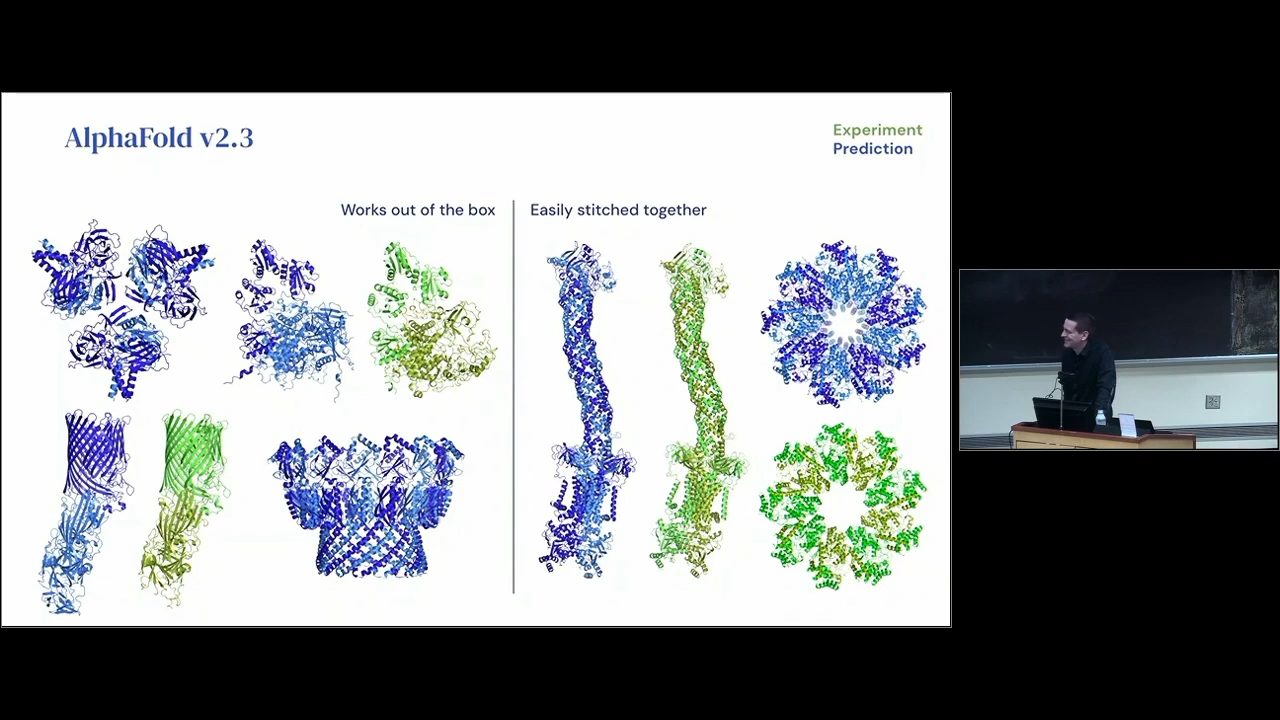 AlphaFold v2.3
Experiment
Prediction
Works out of the box
Easily stitched together